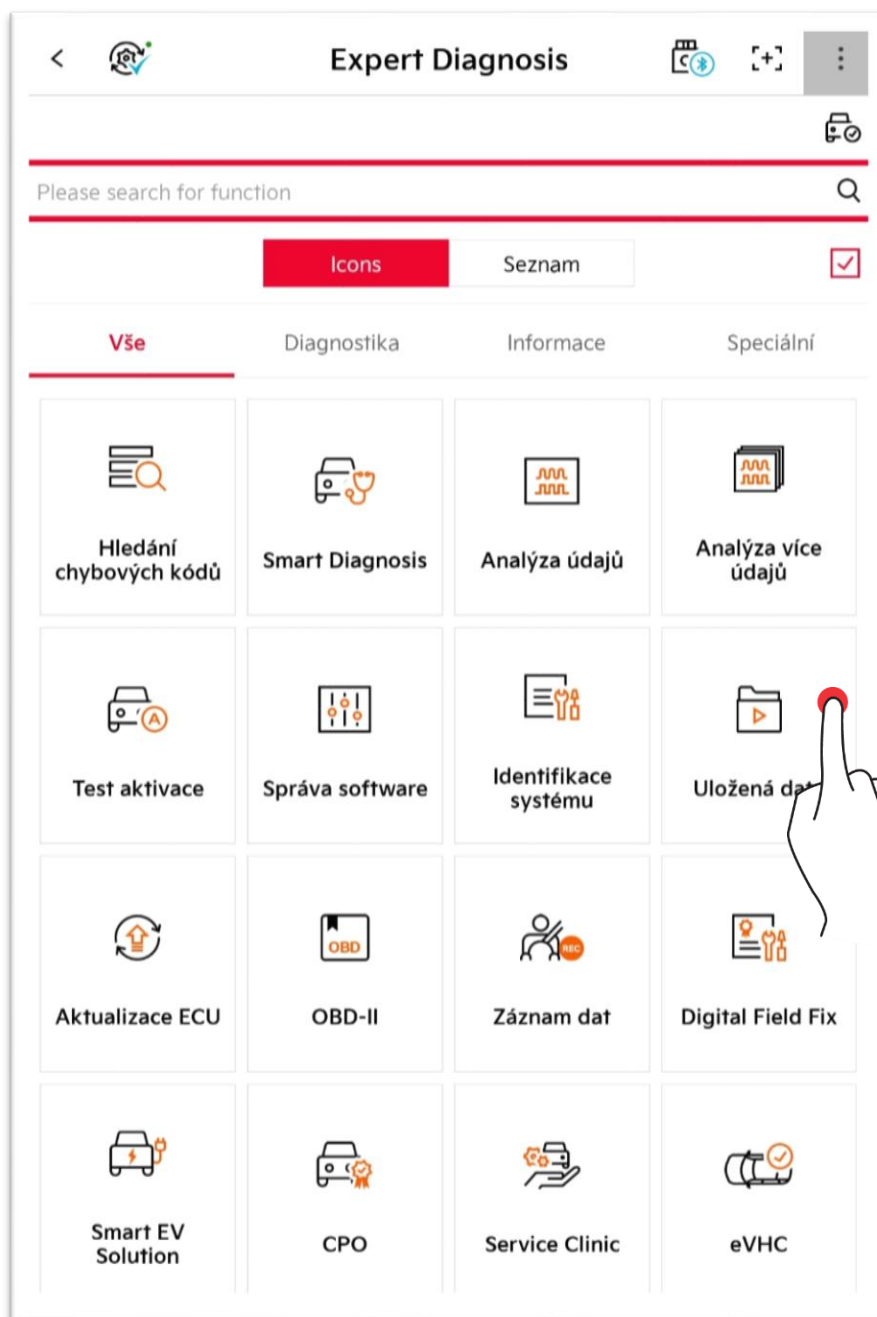 Expert Diagnosis
Please search for function
Icons
Seznam
Vše
Diagnostika
Informace
Speciální
Hledání
chybových kódů
Smart Diagnosis
Analýza údajů
Analýza více
údajů
Test aktivace
Správa software
Identifikace
systému
Uložená
A
Aktualizace ECU
OBD
OBD-II
REC
Záznam dat
Digital Field Fix
Smart EV
Solution
CPO
Service Clinic
eVHC